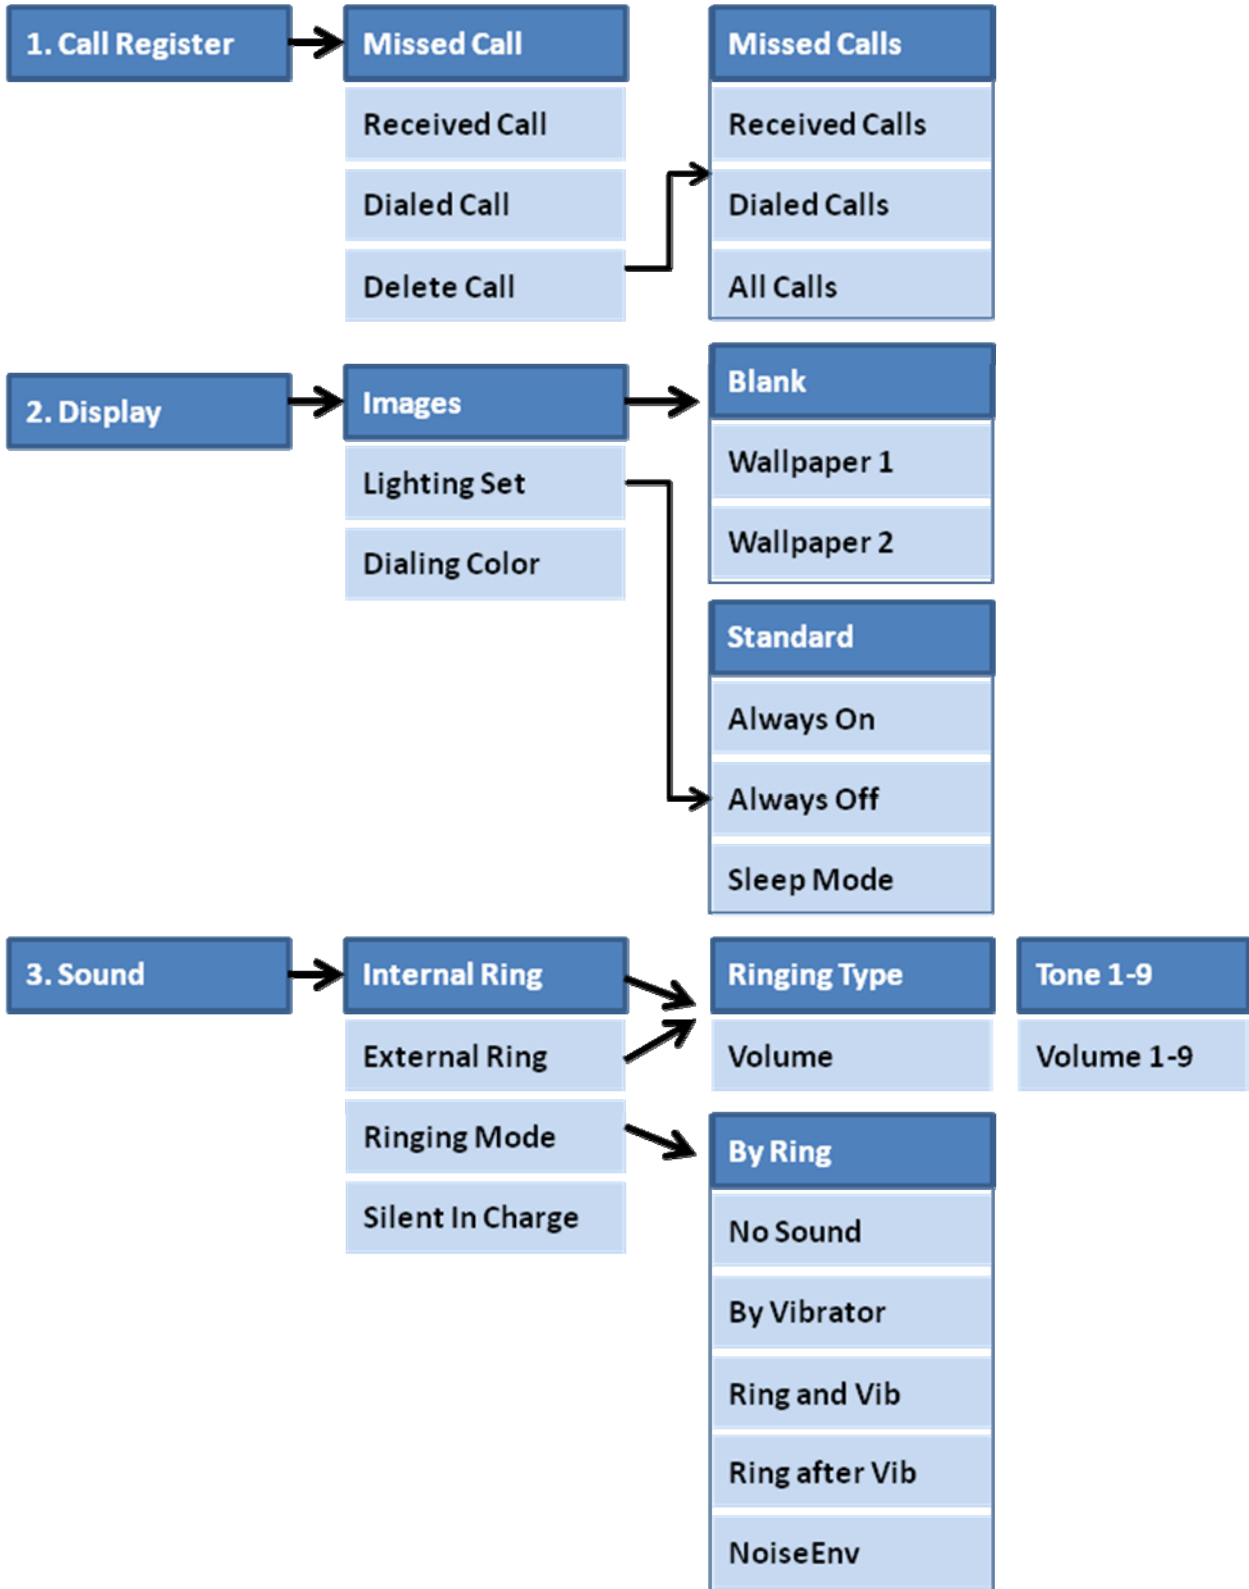 1. Call Register
Missed Call
Received Call
Dialed Call
Delete Call
Missed Calls
Received Calls
Dialed Calls
All Calls
2. Display
Images
Lighting Set
Dialing Color
Blank
Wallpaper 1
Wallpaper 2
Standard
Always On
Always Off
Sleep Mode
3. Sound
Internal Ring
External Ring
Ringing Mode
Silent In Charge
Ringing Type
Volume
Tone 1-9
Volume 1-9
By Ring
No Sound
By Vibrator
Ring and Vib
Ring after Vib
NoiseEnv